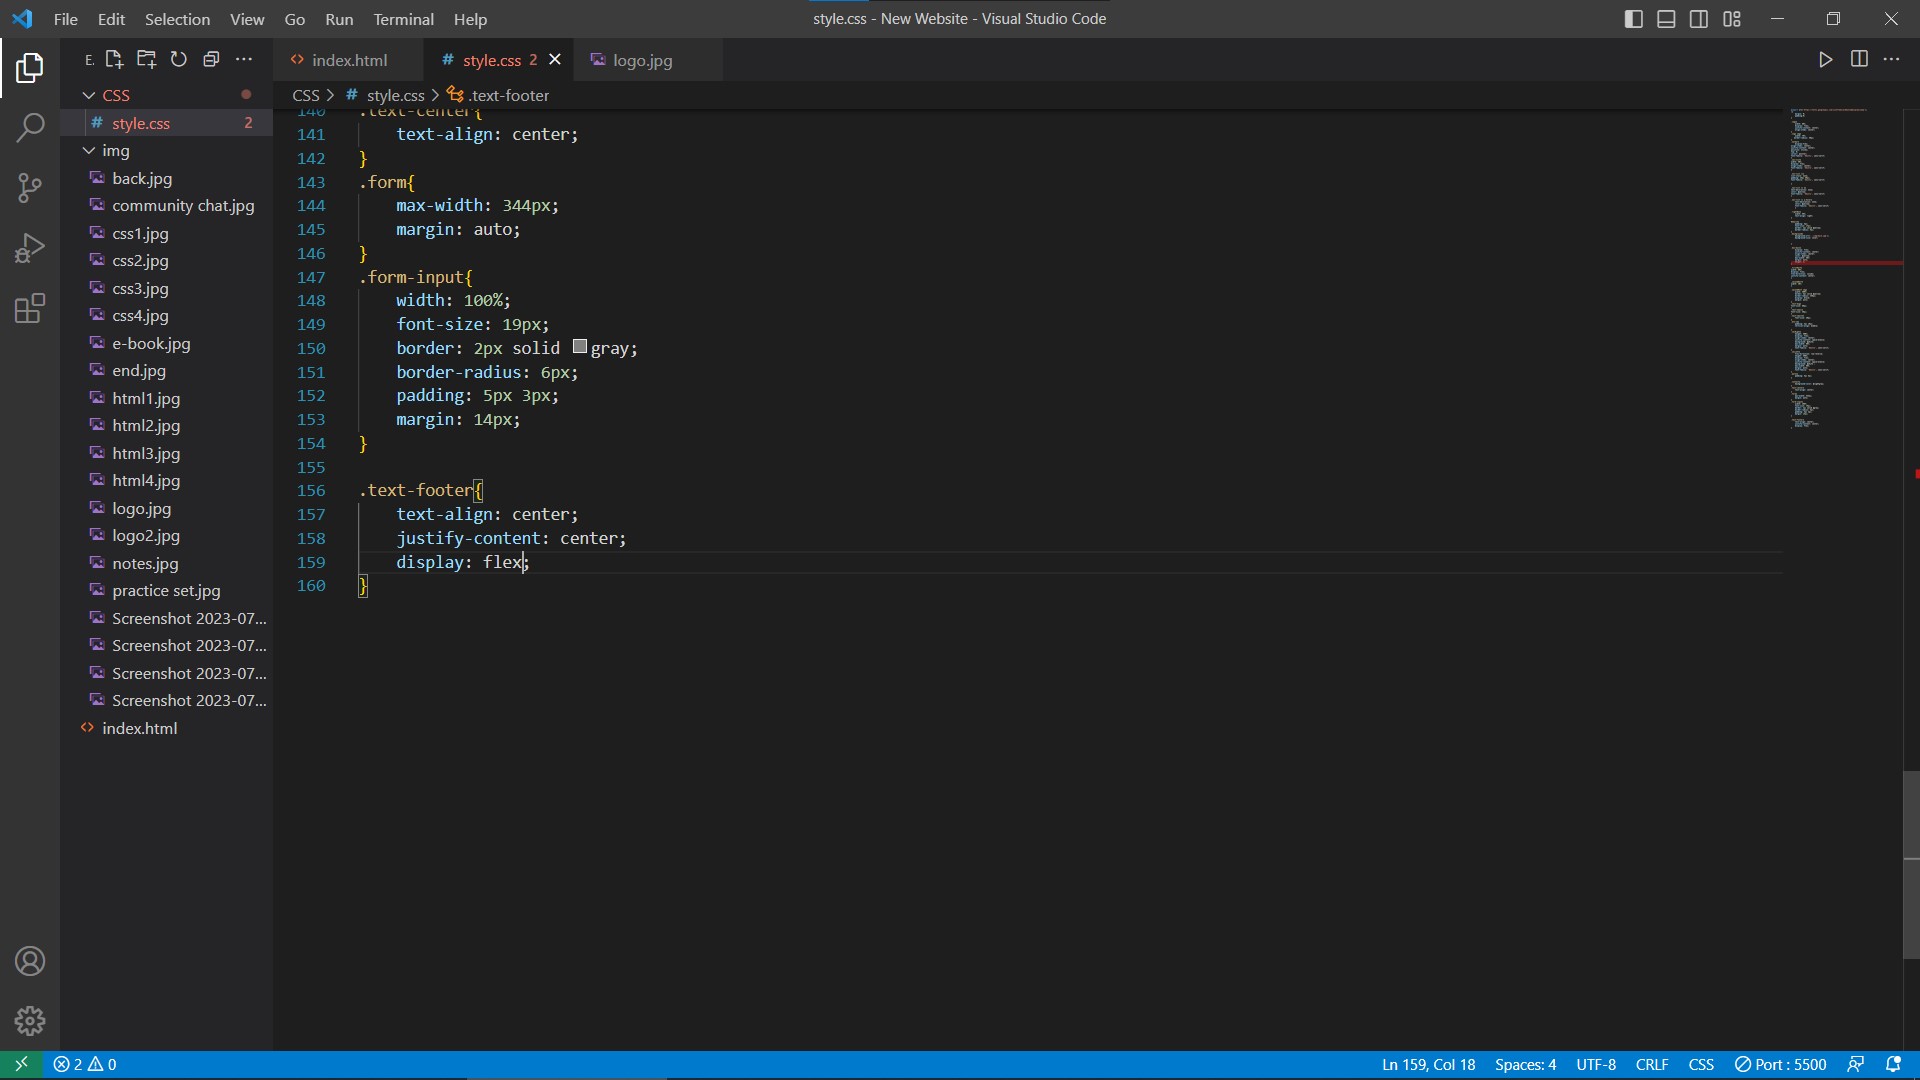 File Edit Selection View Go Run Terminal Help
style.css - New Website - Visual Studio Code
E.
index.html
# style.css 2
logo.jpg
CSS
# style.css 2
img
back.jpg
community chat.jpg
css1.jpg
css2.jpg
css3.jpg
css4.jpg
e-book.jpg
end.jpg
html1.jpg
html2.jpg
html3.jpg
html4.jpg
logo.jpg
logo2.jpg
notes.jpg
practice set.jpg
Screenshot 2023-07...
Screenshot 2023-07...
Screenshot 2023-07...
Screenshot 2023-07...
index.html
CSS > # style.css > .text-footer
140 .text-center{
141 text-align: center;
142 }
143 .form{
144 max-width: 344px;
145 margin: auto;
146 }
147 .form-input{
148 width: 100%;
149 font-size: 19px;
150 border: 2px solid gray;
151 border-radius: 6px;
152 padding: 5px 3px;
153 margin: 14px;
154 }
155
156 .text-footer{
157 text-align: center;
158 justify-content: center;
159 display: flex;
160 }
2 0
Ln 159, Col 18 Spaces: 4 UTF-8 CRLF CSS Port : 5500